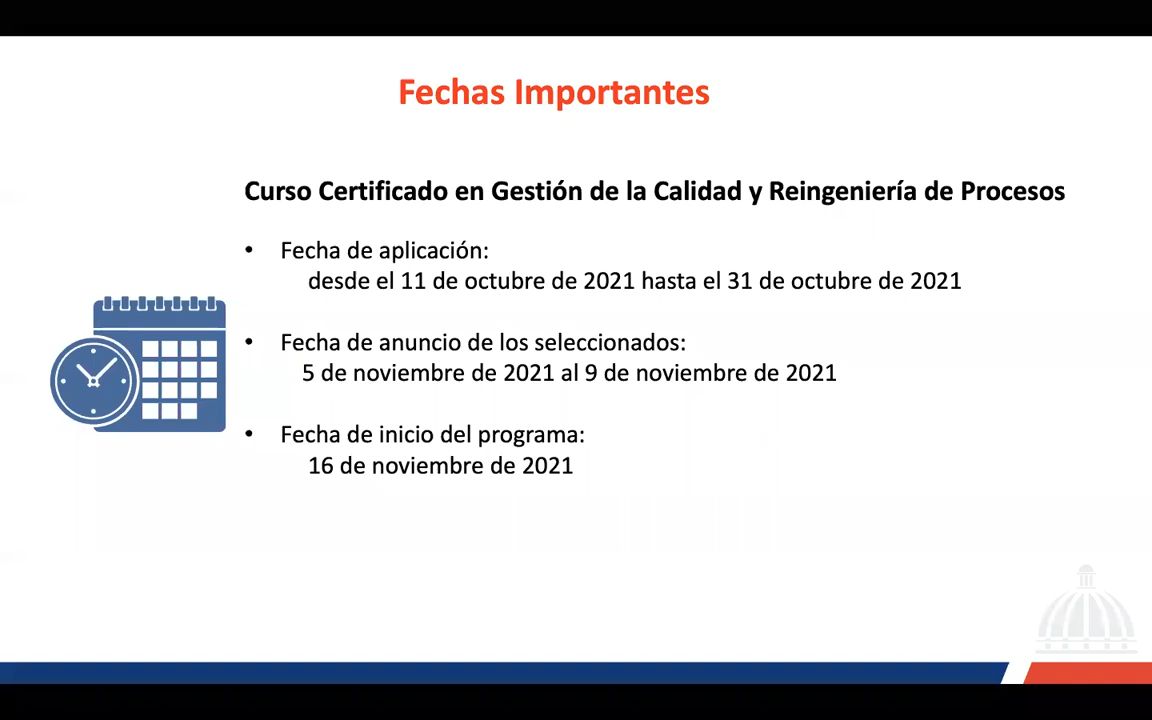 Fechas Importantes
Curso Certificado en Gestión de la Calidad y Reingeniería de Procesos
• Fecha de aplicación:
desde el 11 de octubre de 2021 hasta el 31 de octubre de 2021
• Fecha de anuncio de los seleccionados:
5 de noviembre de 2021 al 9 de noviembre de 2021
• Fecha de inicio del programa:
16 de noviembre de 2021